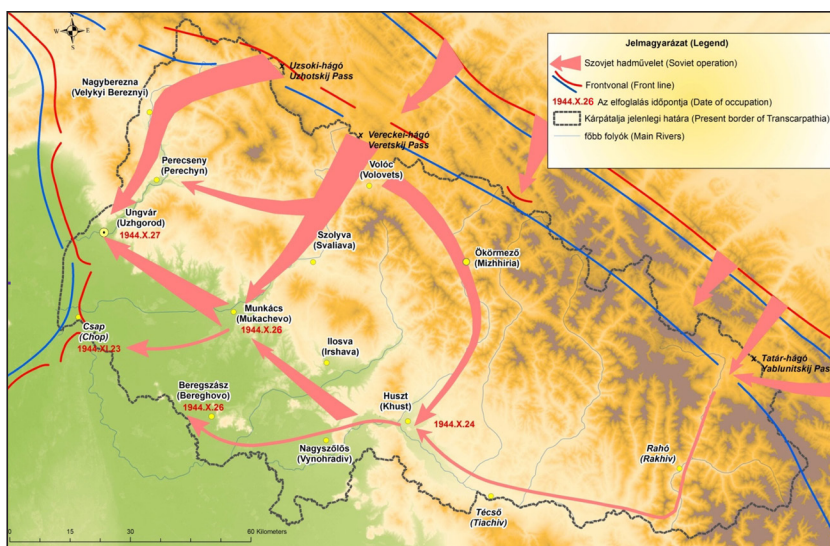 N
W
E
S
Jelmagyarázat (Legend)
Szovjet hadművelet (Soviet operation)
Frontvonal (Front line)
1944.X.26 Az elfoglalás időpontja (Date of occupation)
Kárpátalja jelenlegi határa (Present border of Transcarpathia)
főbb folyók (Main Rivers)
Uzsoki-hágó
Uzhotskij Pass
Nagyberezna
(Velykyi Bereznyi)
Vereckei-hágó
Veretskij Pass
Perecseny
(Perechyn)
Volóc
(Volovets)
Ungvár
(Uzhgorod)
1944.X.27
Szolyva
(Svaliava)
Ökörmező
(Mizhhiria)
Munkács
(Mukachevo)
1944.X.26
Csap
(Chop)
1944.XI.23
Ilosva
(Irshava)
Tatár-hágó
Yablunitskij Pass
Beregszász
(Bereghovo)
1944.X.26
Huszt
(Khust)
1944.X.24
Nagyszőlős
(Vynohradiv)
Rahó
(Rakhiv)
Técső
(Tiachiv)
0 15 30 60 Kilometers